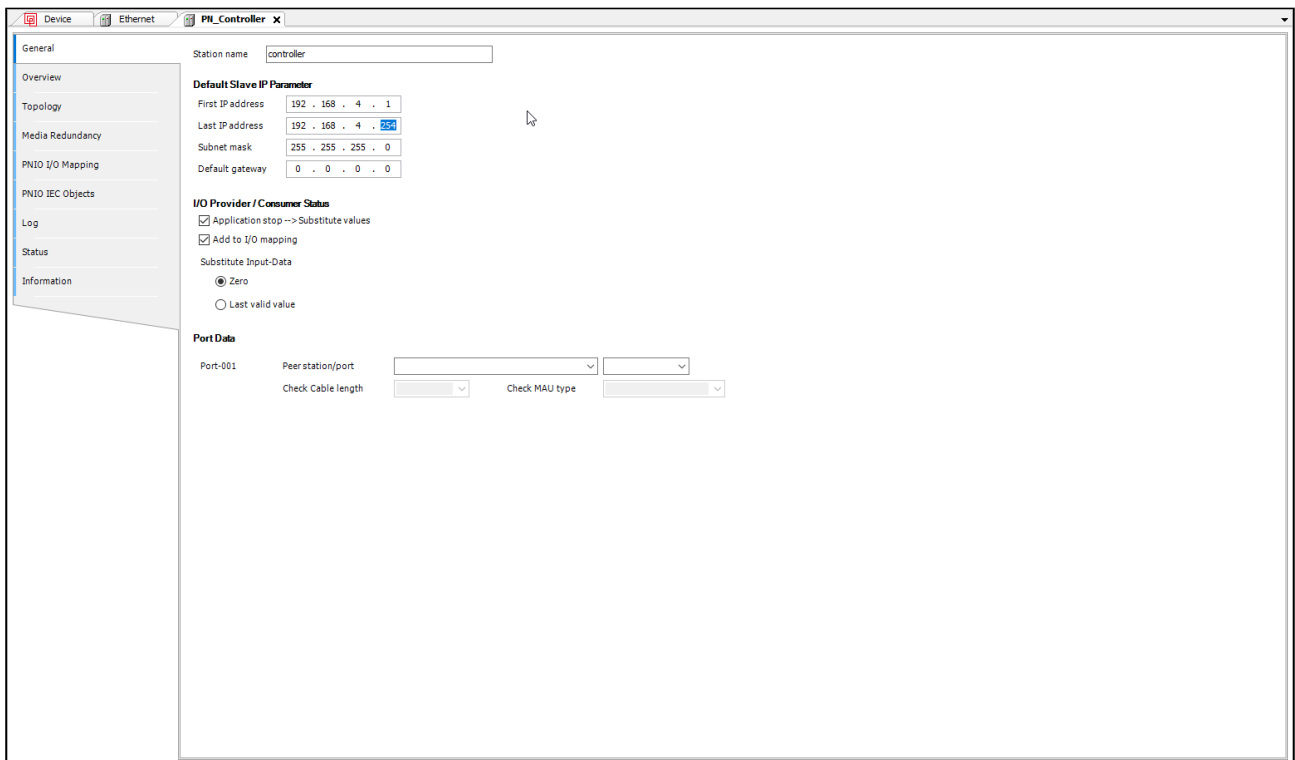 Device Ethernet PN_Controller
General
Overview
Topology
Media Redundancy
PNIO I/O Mapping
PNIO IEC Objects
Log
Status
Information
Station name controller
Default Slave IP Parameter
First IP address 192 . 168 . 4 . 1
Last IP address 192 . 168 . 4 . 254
Subnet mask 255 . 255 . 255 . 0
Default gateway 0 . 0 . 0 . 0
I/O Provider / Consumer Status
Application stop --> Substitute values
Add to I/O mapping
Substitute Input-Data
Zero
Last valid value
Port Data
Port-001 Peer station/port
Check Cable length Check MAU type